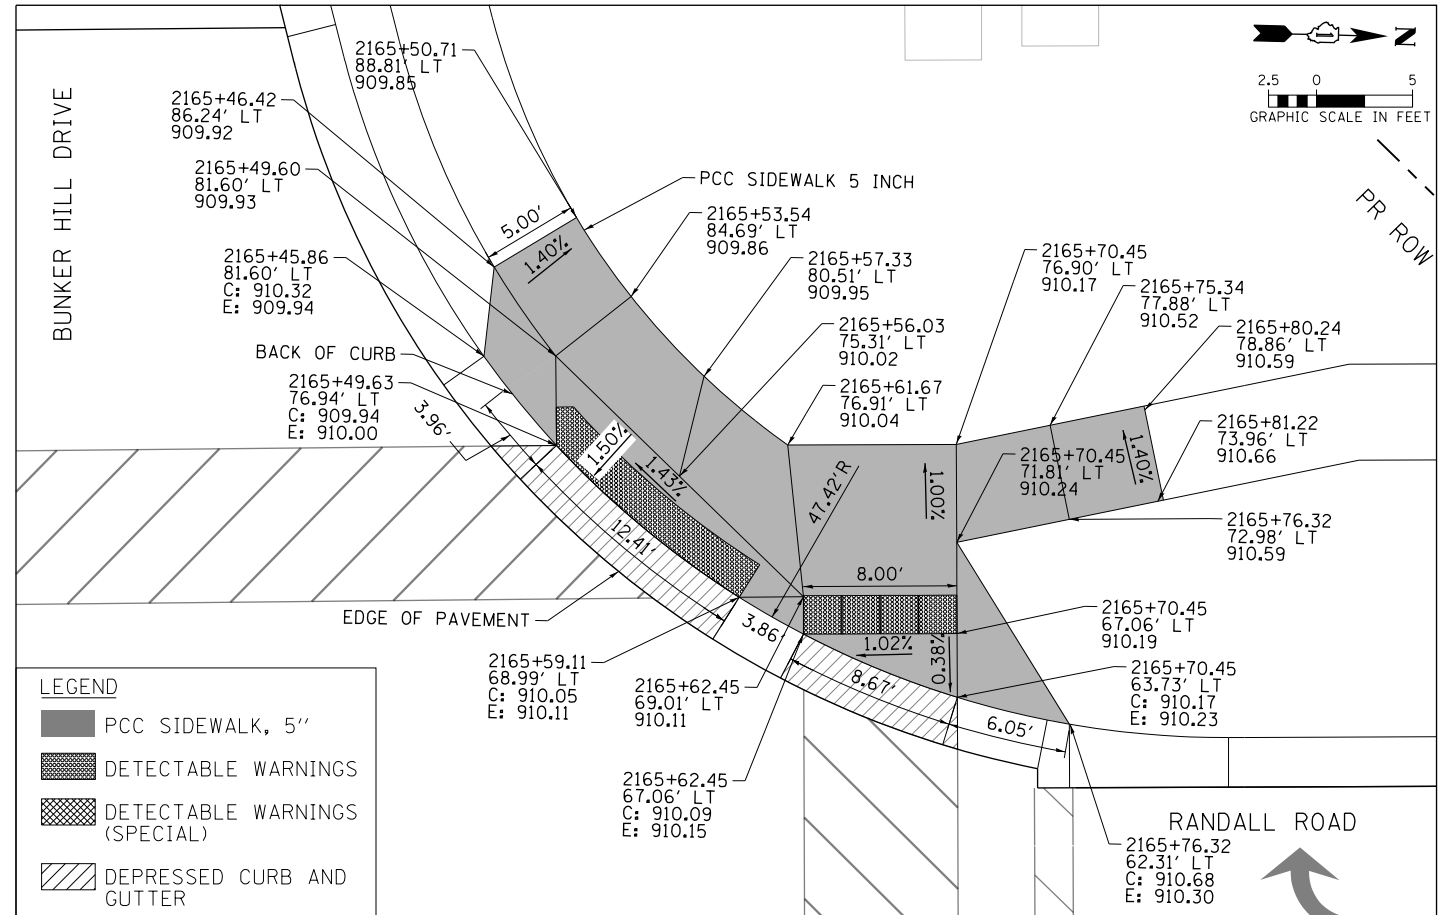 2165+50.71
88.81' LT
909.85
2165+46.42
86.24' LT
909.92
2165+49.60
81.60' LT
909.93
2165+45.86
81.60' LT
C: 910.32
E: 909.94
BACK OF CURB
2165+49.63
76.94' LT
C: 909.94
E: 910.00
BUNKER HILL DRIVE
5.00'
1.40%
PCC SIDEWALK 5 INCH
2165+53.54
84.69' LT
909.86
2165+57.33
80.51' LT
909.95
2165+56.03
75.31' LT
910.02
2165+61.67
76.91' LT
910.04
2165+70.45
76.90' LT
910.17
2165+75.34
77.88' LT
910.52
2165+80.24
78.86' LT
910.59
2165+81.22
73.96' LT
910.66
2165+70.45
71.81' LT
910.24
1.40%
2165+76.32
72.98' LT
910.59
N
2.5 0 5
GRAPHIC SCALE IN FEET
PR ROW
3.96'
1.50%
1.43%
47.42'R
1.00%
12.41'
8.00'
EDGE OF PAVEMENT
3.86'
1.02%
0.38%
8.67'
6.05'
2165+70.45
67.06' LT
910.19
2165+70.45
63.73' LT
C: 910.17
E: 910.23
2165+59.11
68.99' LT
C: 910.05
E: 910.11
2165+62.45
69.01' LT
910.11
2165+62.45
67.06' LT
C: 910.09
E: 910.15
RANDALL ROAD
2165+76.32
62.31' LT
C: 910.68
E: 910.30
LEGEND
PCC SIDEWALK, 5"
DETECTABLE WARNINGS
DETECTABLE WARNINGS
(SPECIAL)
DEPRESSED CURB AND
GUTTER